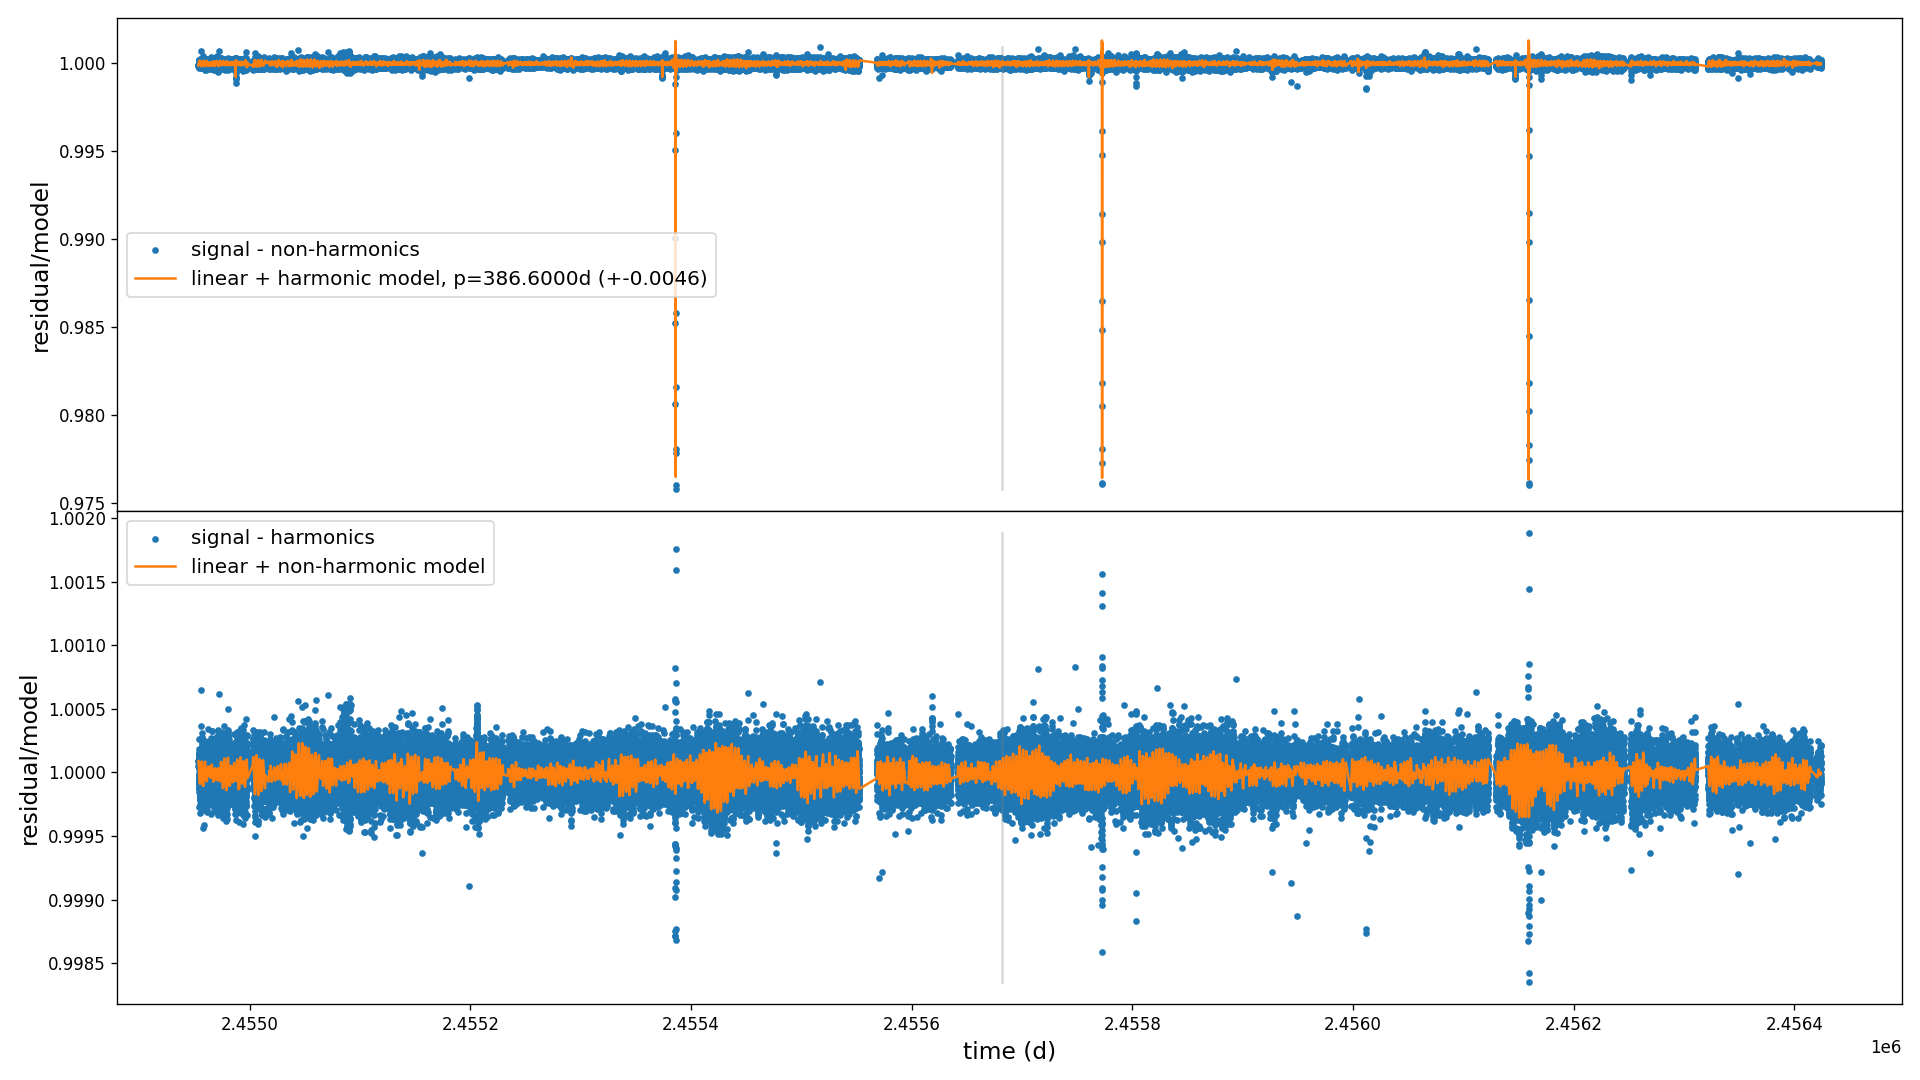 1.000
0.995
0.990
0.985
0.980
0.975
residual/model
signal - non-harmonics
linear + harmonic model, p=386.6000d (+-0.0046)
1.0020
1.0015
1.0010
1.0005
1.0000
0.9995
0.9990
0.9985
residual/model
signal - harmonics
linear + non-harmonic model
2.4550
2.4552
2.4554
2.4556
2.4558
2.4560
2.4562
2.4564
1e6
time (d)